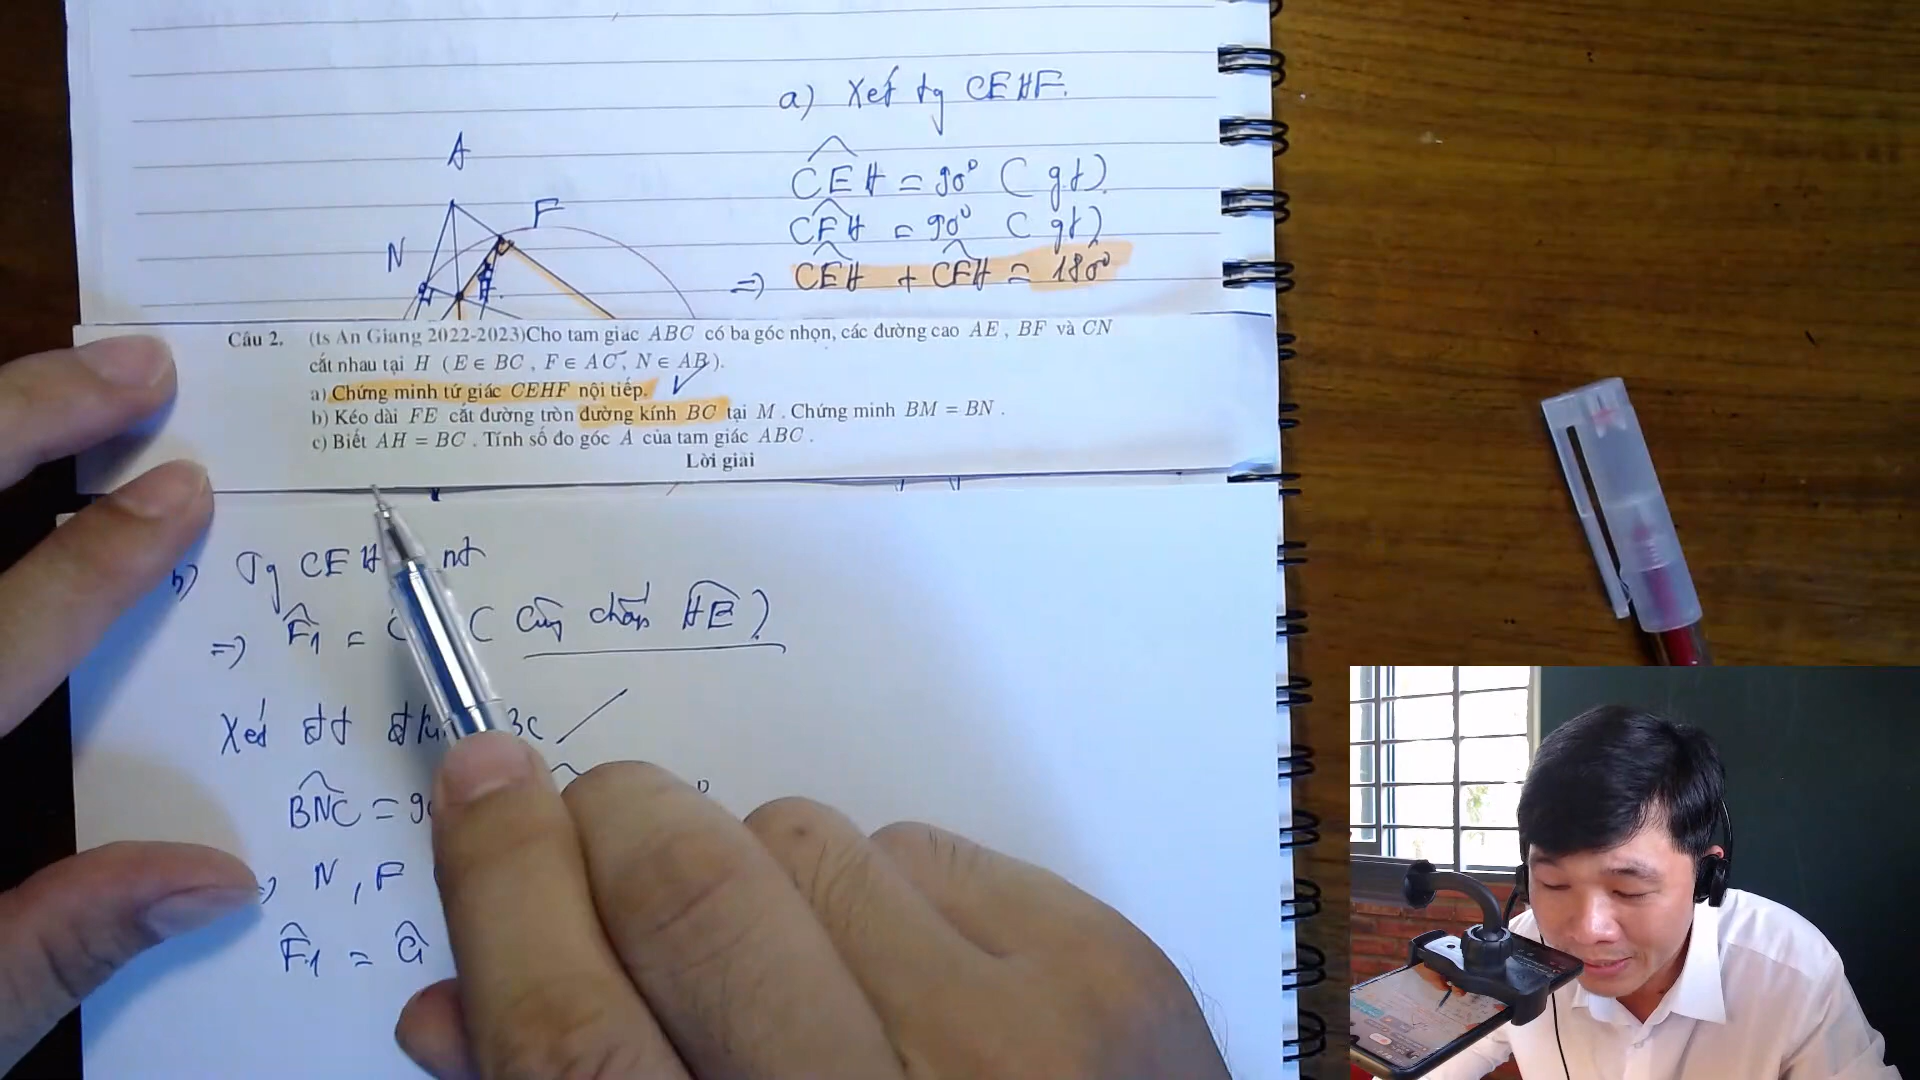 a) Xét tg CEHF.
A
CEH = 90° ( gt ).
F
CFH = 90° ( gt )
N
=> CEH + CFH = 180°
Câu 2. (ts An Giang 2022-2023)Cho tam giác ABC có ba góc nhọn, các đường cao AE , BF và CN
cắt nhau tại H ( E ∈ BC , F ∈ AC , N ∈ AB ).
a) Chứng minh tứ giác CEHF nội tiếp.
b) Kéo dài FE cắt đường tròn đường kính BC tại M . Chứng minh BM = BN .
c) Biết AH = BC . Tính số đo góc A của tam giác ABC .
Lời giải
b) Tg CEH nt
=> F1 = C cùng chắn HE )
Xét đt BC
BNC = 90
=> N , F
F1 = C1